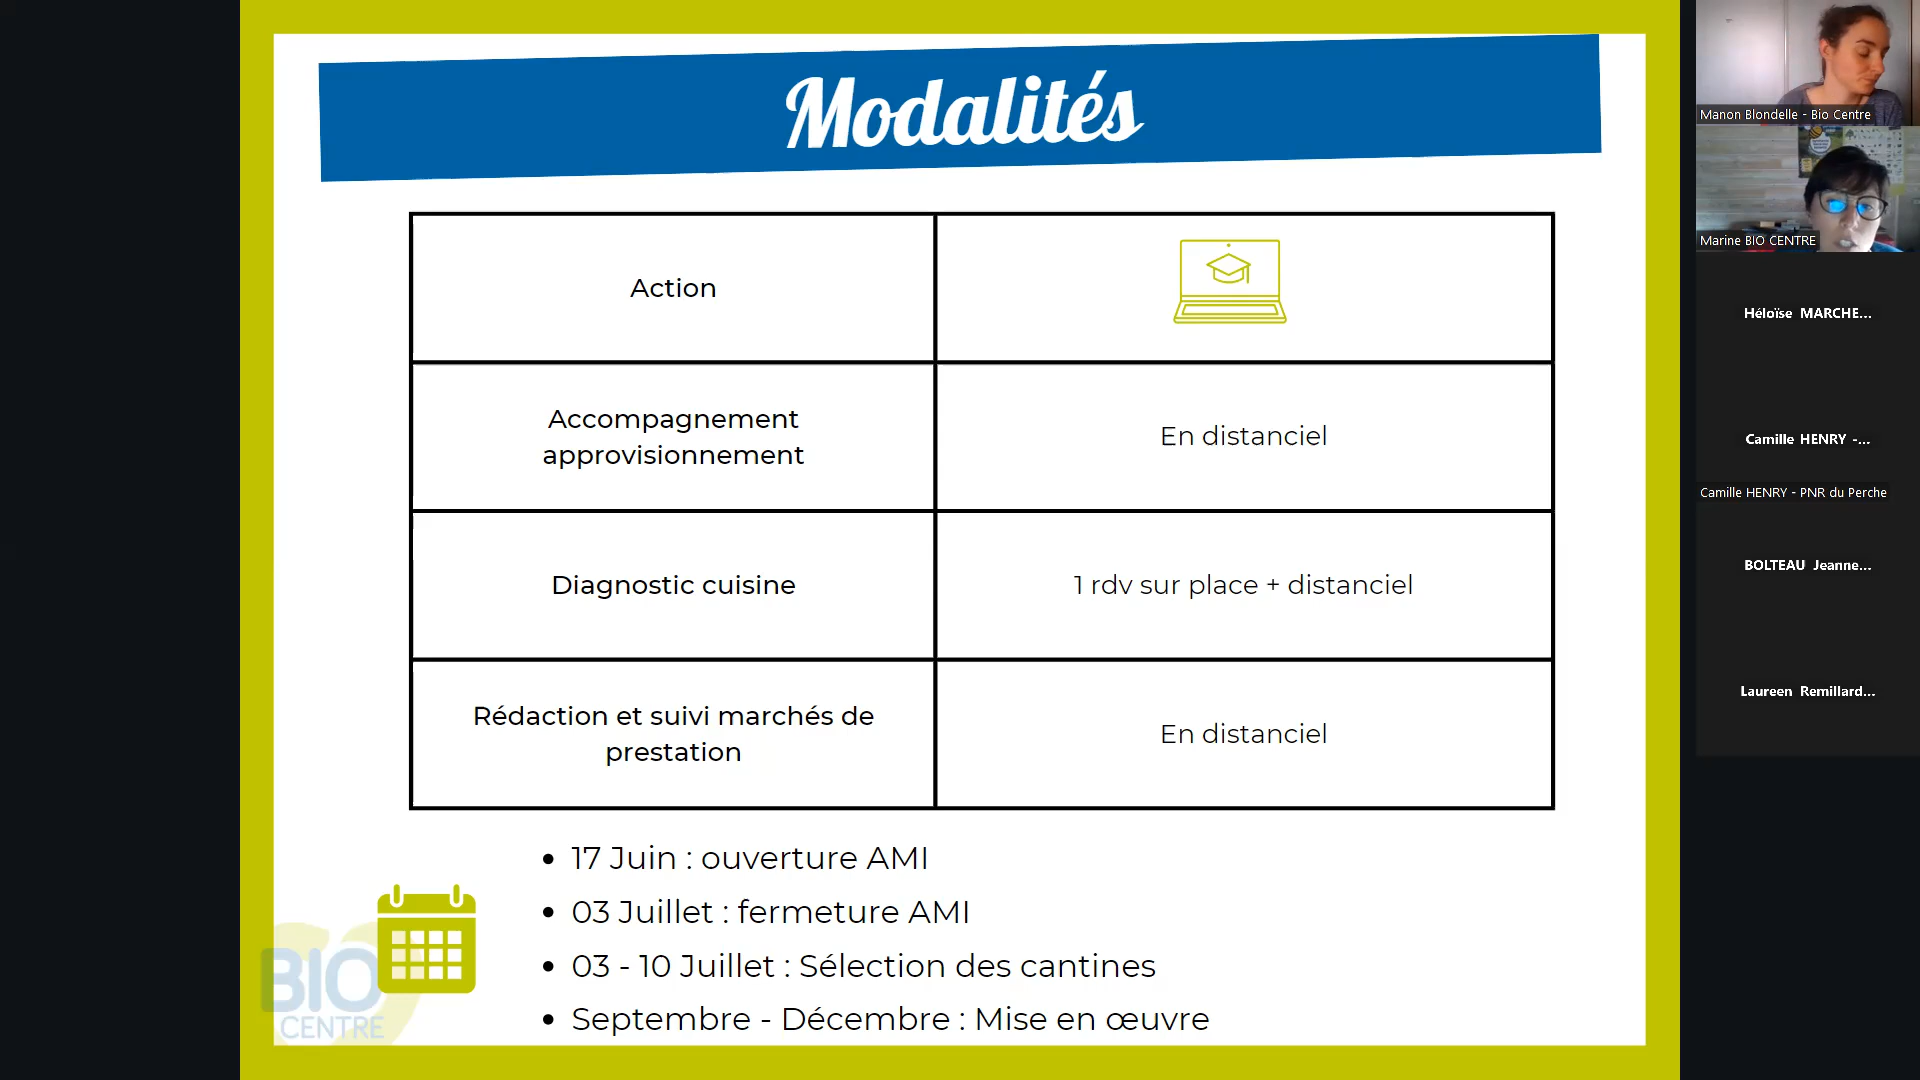 Modalités
Action
Accompagnement
approvisionnement
En distanciel
Diagnostic cuisine
1 rdv sur place + distanciel
Rédaction et suivi marchés de
prestation
En distanciel
• 17 Juin : ouverture AMI
• 03 Juillet : fermeture AMI
• 03 - 10 Juillet : Sélection des cantines
• Septembre - Décembre : Mise en œuvre
BIO
CENTRE
Manon Blondelle - Bio Centre
Marine BIO CENTRE
Héloïse MARCHE...
Camille HENRY -...
Camille HENRY - PNR du Perche
BOLTEAU Jeanne...
Laureen Remillard...